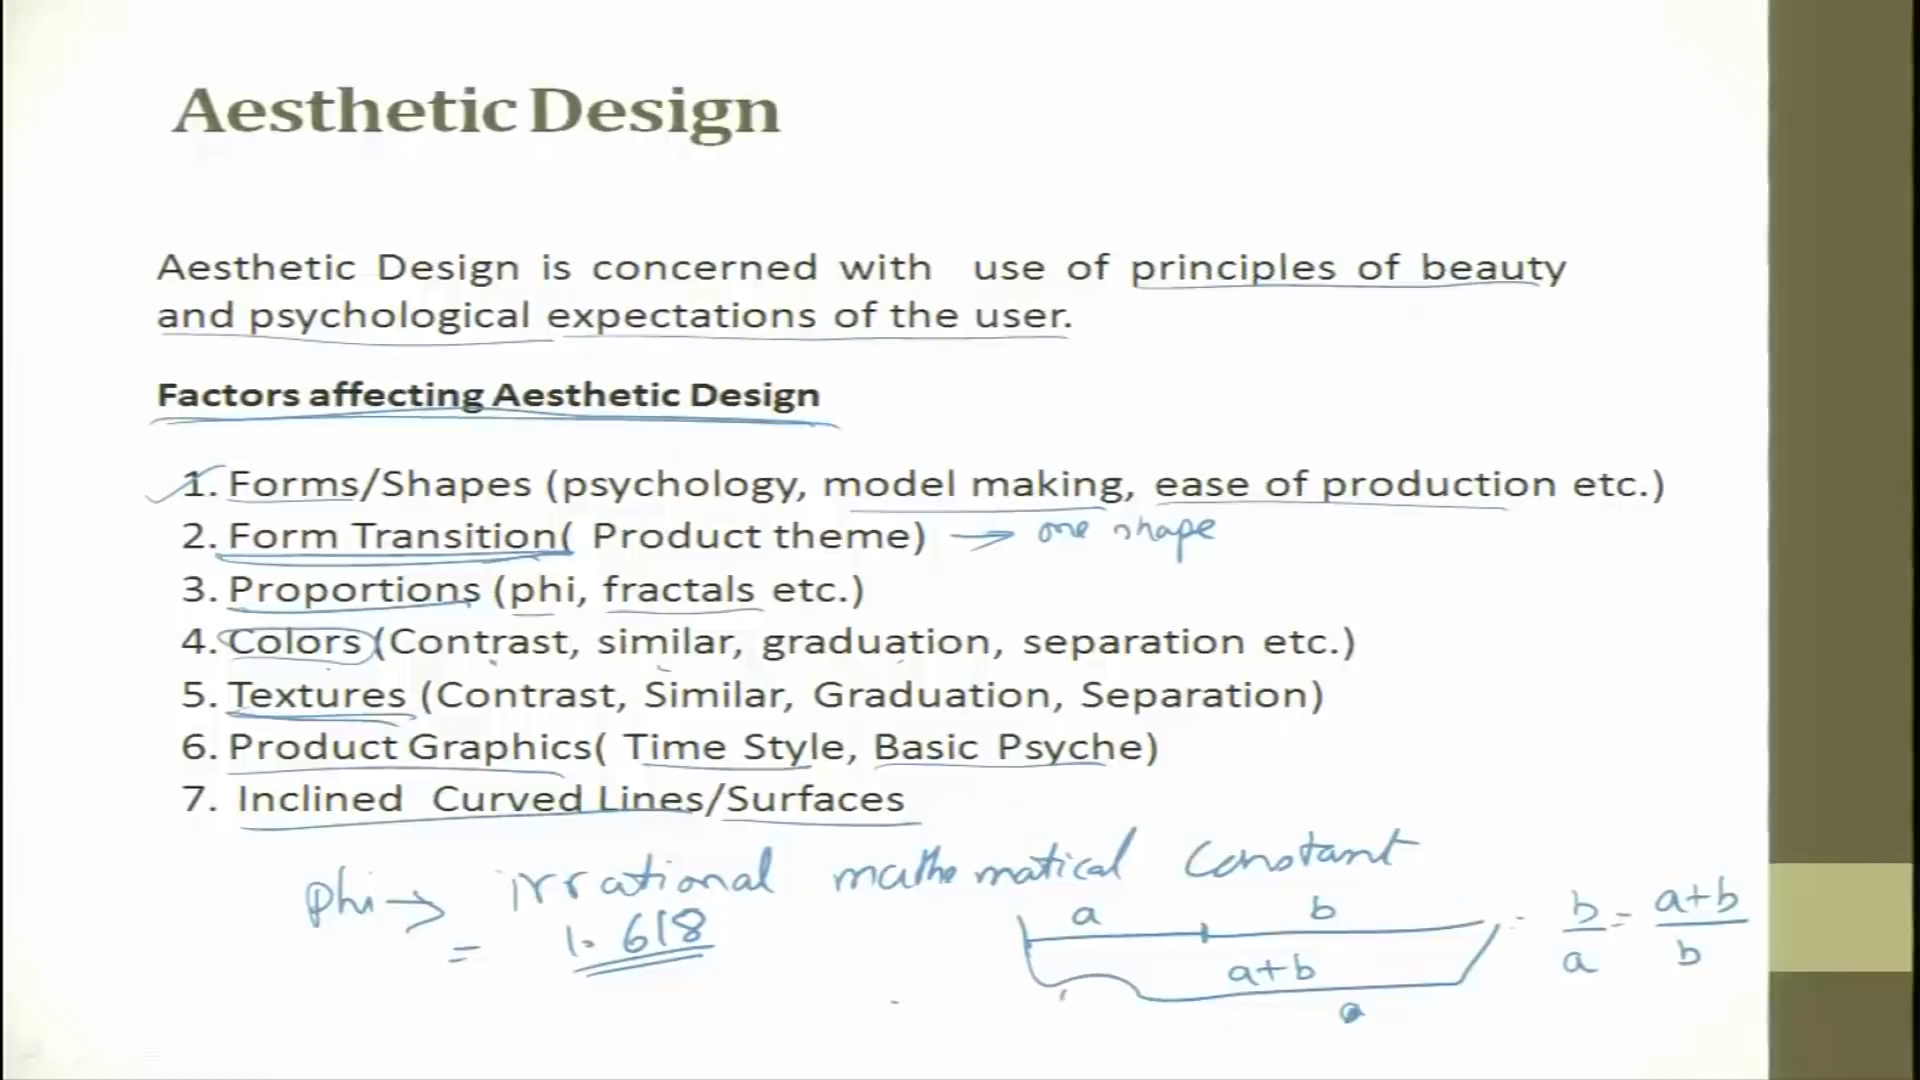 Aesthetic Design
Aesthetic Design is concerned with use of principles of beauty
and psychological expectations of the user.
Factors affecting Aesthetic Design
1. Forms/Shapes (psychology, model making, ease of production etc.)
2. Form Transition( Product theme) → one shape
3. Proportions (phi, fractals etc.)
4. Colors (Contrast, similar, graduation, separation etc.)
5. Textures (Contrast, Similar, Graduation, Separation)
6. Product Graphics( Time Style, Basic Psyche)
7. Inclined Curved Lines/Surfaces
Phi → irrational mathematical constant
= 1.618
a b
a+b
b/a = a+b/b